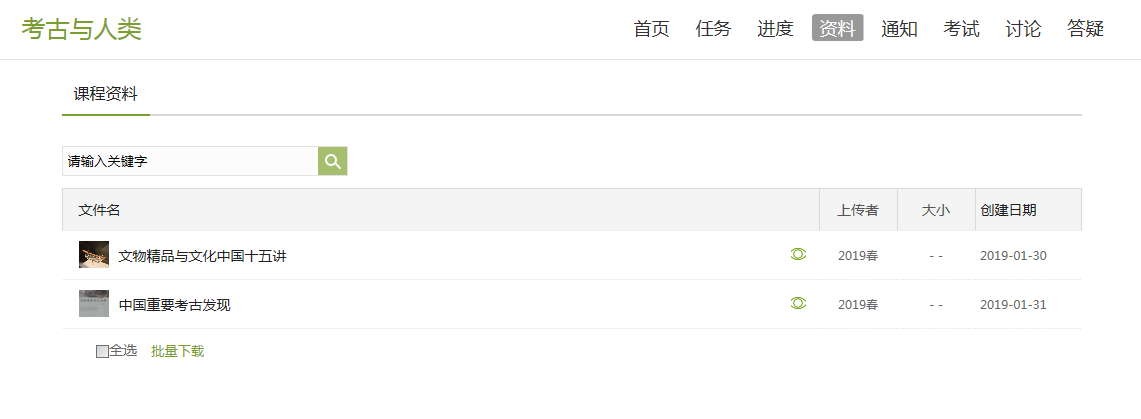 考古与人类
首页 任务 进度 资料 通知 考试 讨论 答疑
课程资料
请输入关键字
文件名 上传者 大小 创建日期
文物精品与文化中国十五讲 2019春 - - 2019-01-30
中国重要考古发现 2019春 - - 2019-01-31
全选 批量下载